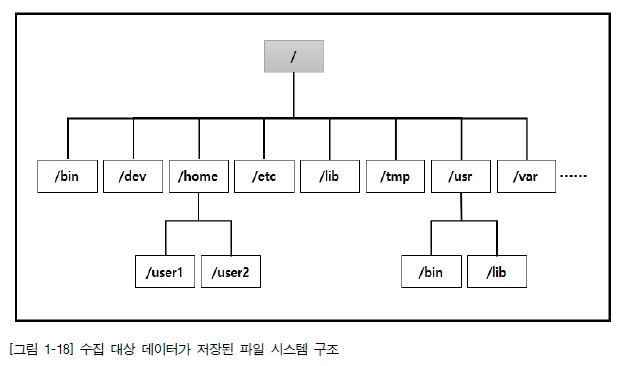 /
/bin /dev /home /etc /lib /tmp /usr /var ······
/user1 /user2 /bin /lib
[그림 1-18] 수집 대상 데이터가 저장된 파일 시스템 구조